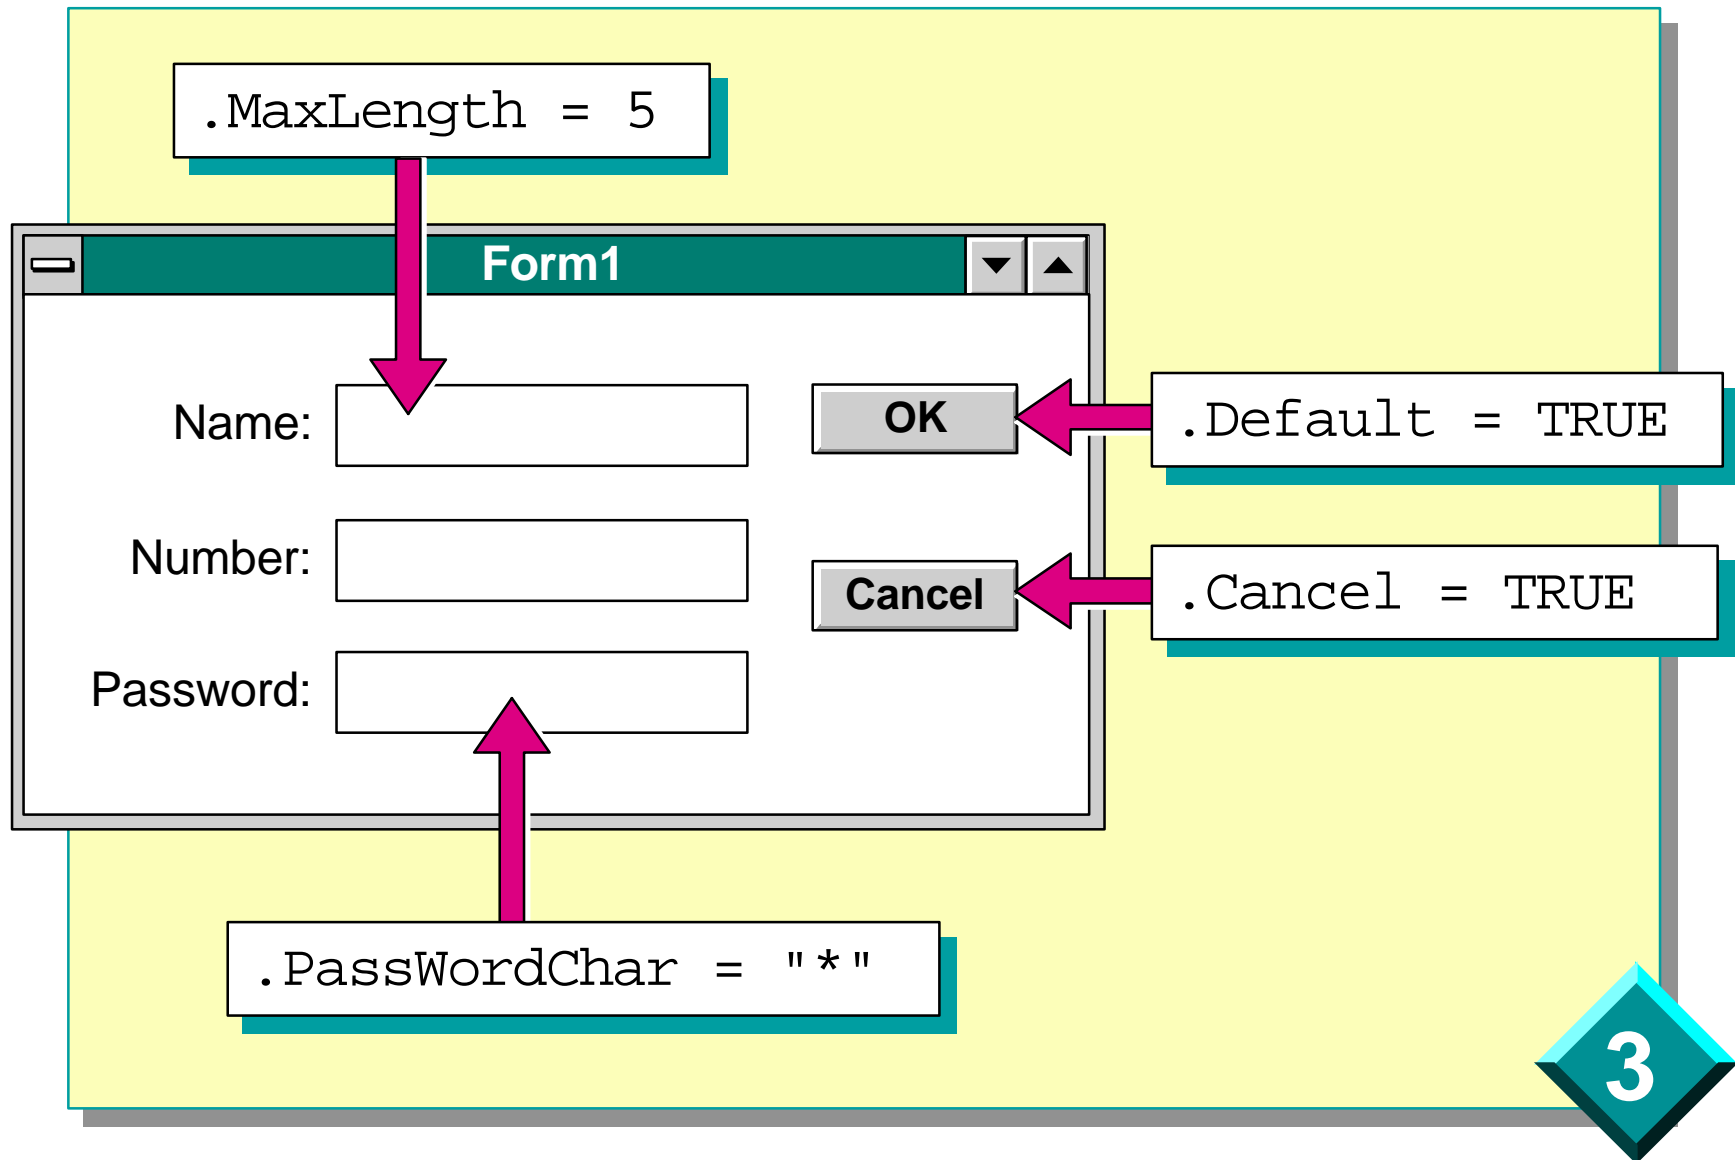 .MaxLength = 5
Form1
Name:
OK
.Default = TRUE
Number:
Cancel
.Cancel = TRUE
Password:
.PassWordChar = "*"
3